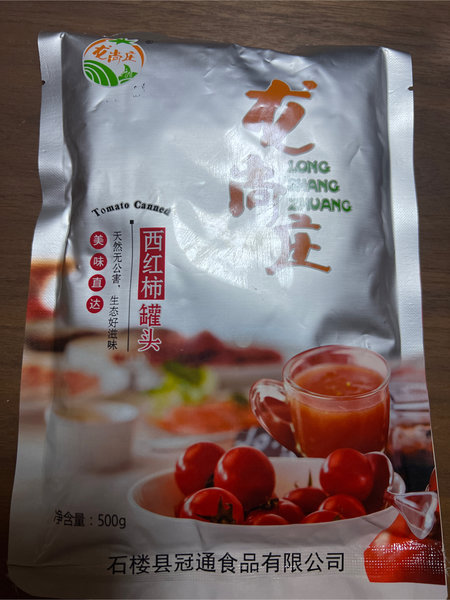 龙尚庄
龙尚庄
LONG
SHANG
ZHUANG
Tomato Canned
西红柿罐头
美味直达
天然无公害,生态好滋味
净含量:500g
石楼县冠通食品有限公司